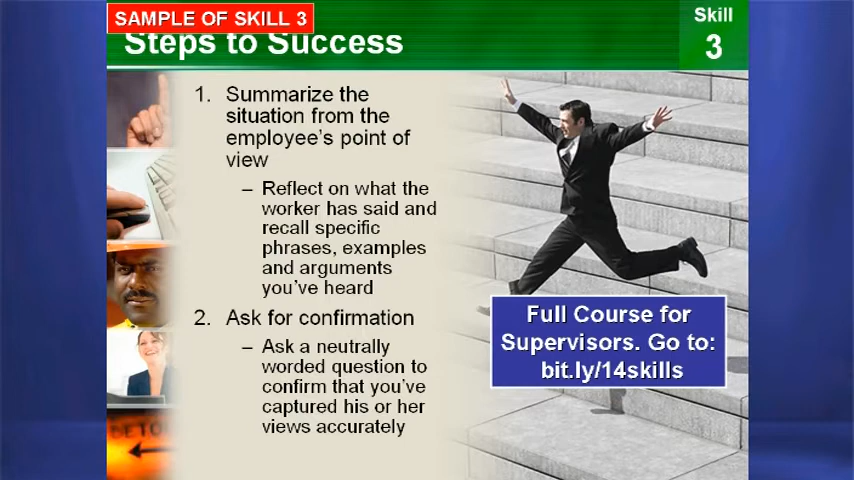 SAMPLE OF SKILL 3
Steps to Success
Skill
3
1. Summarize the
situation from the
employee's point of
view
– Reflect on what the
worker has said and
recall specific
phrases, examples
and arguments
you've heard
2. Ask for confirmation
– Ask a neutrally
worded question to
confirm that you've
captured his or her
views accurately
Full Course for
Supervisors. Go to:
bit.ly/14skills